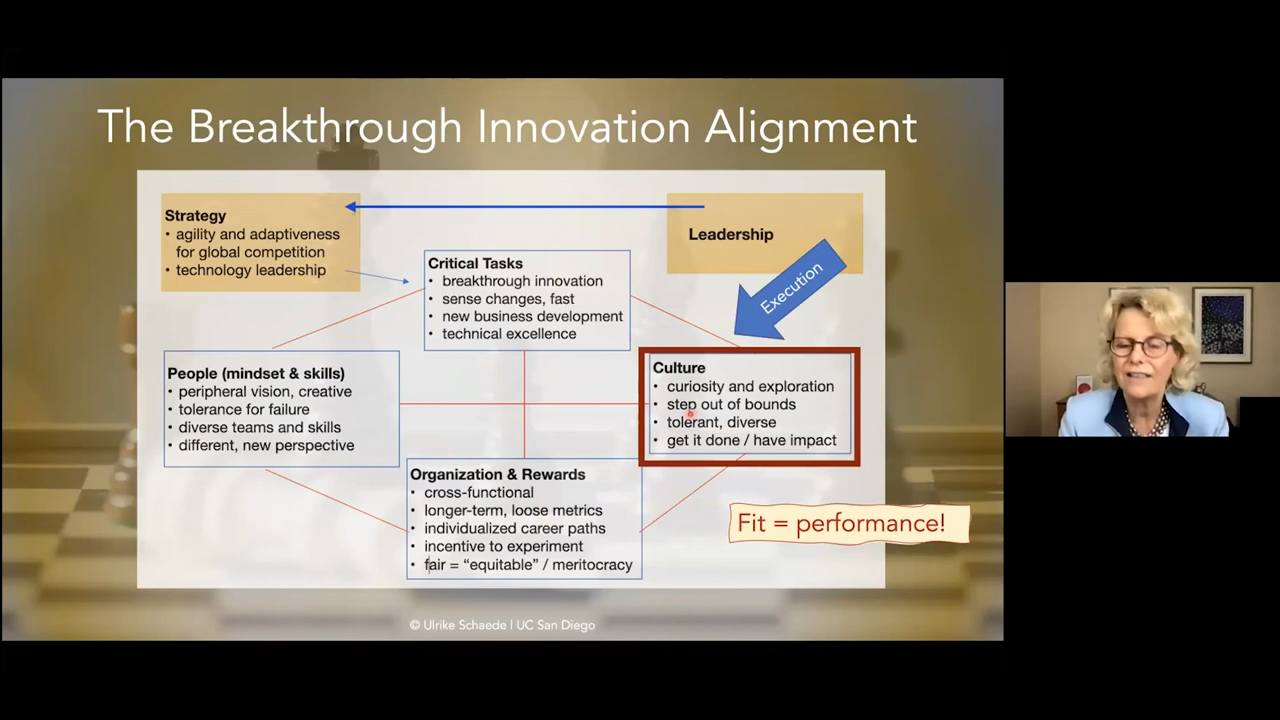 The Breakthrough Innovation Alignment
Strategy
• agility and adaptiveness
for global competition
• technology leadership
Leadership
Execution
Critical Tasks
• breakthrough innovation
• sense changes, fast
• new business development
• technical excellence
People (mindset & skills)
• peripheral vision, creative
• tolerance for failure
• diverse teams and skills
• different, new perspective
Culture
• curiosity and exploration
• step out of bounds
• tolerant, diverse
• get it done / have impact
Organization & Rewards
• cross-functional
• longer-term, loose metrics
• individualized career paths
• incentive to experiment
• fair = “equitable” / meritocracy
Fit = performance!
© Ulrike Schaede | UC San Diego